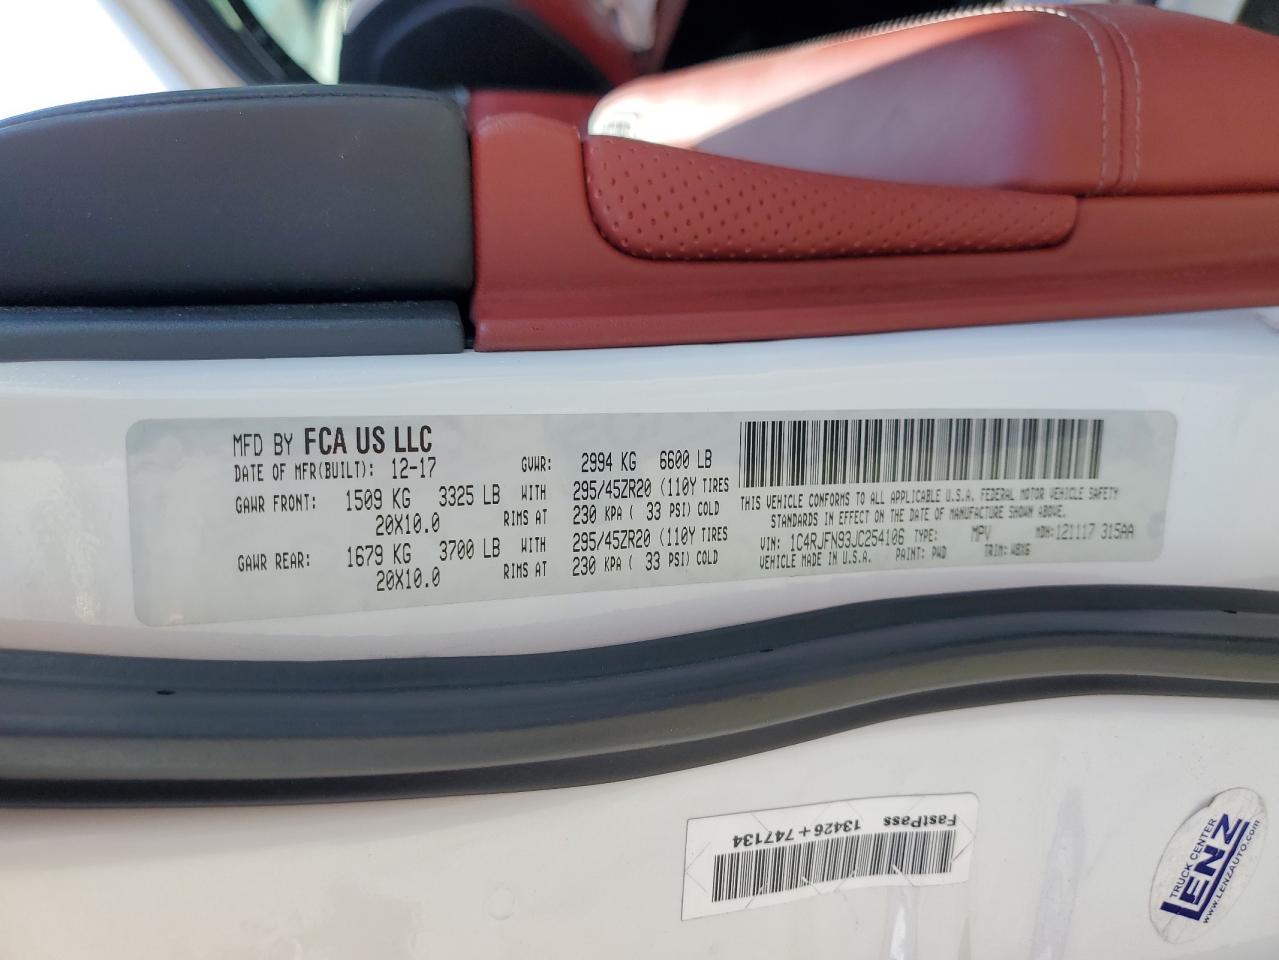 MFD BY FCA US LLC
DATE OF MFR(BUILT): 12-17 GVWR: 2994 KG 6600 LB
GAWR FRONT: 1509 KG 3325 LB WITH 295/45ZR20 (110Y TIRES
20X10.0 RIMS AT 230 KPA ( 33 PSI) COLD
GAWR REAR: 1679 KG 3700 LB WITH 295/45ZR20 (110Y TIRES
20X10.0 RIMS AT 230 KPA ( 33 PSI) COLD
THIS VEHICLE CONFORMS TO ALL APPLICABLE U.S.A. FEDERAL MOTOR VEHICLE SAFETY
STANDARDS IN EFFECT ON THE DATE OF MANUFACTURE SHOWN ABOVE.
VIN: 1C4RJFN93JC254106 TYPE: MPV MDH: 121117 315AA
VEHICLE MADE IN U.S.A. PAINT: PWD TRIM: W8X6
FastPass 13426+747134
TRUCK CENTER
LENZ
www.LENZAUTO.com